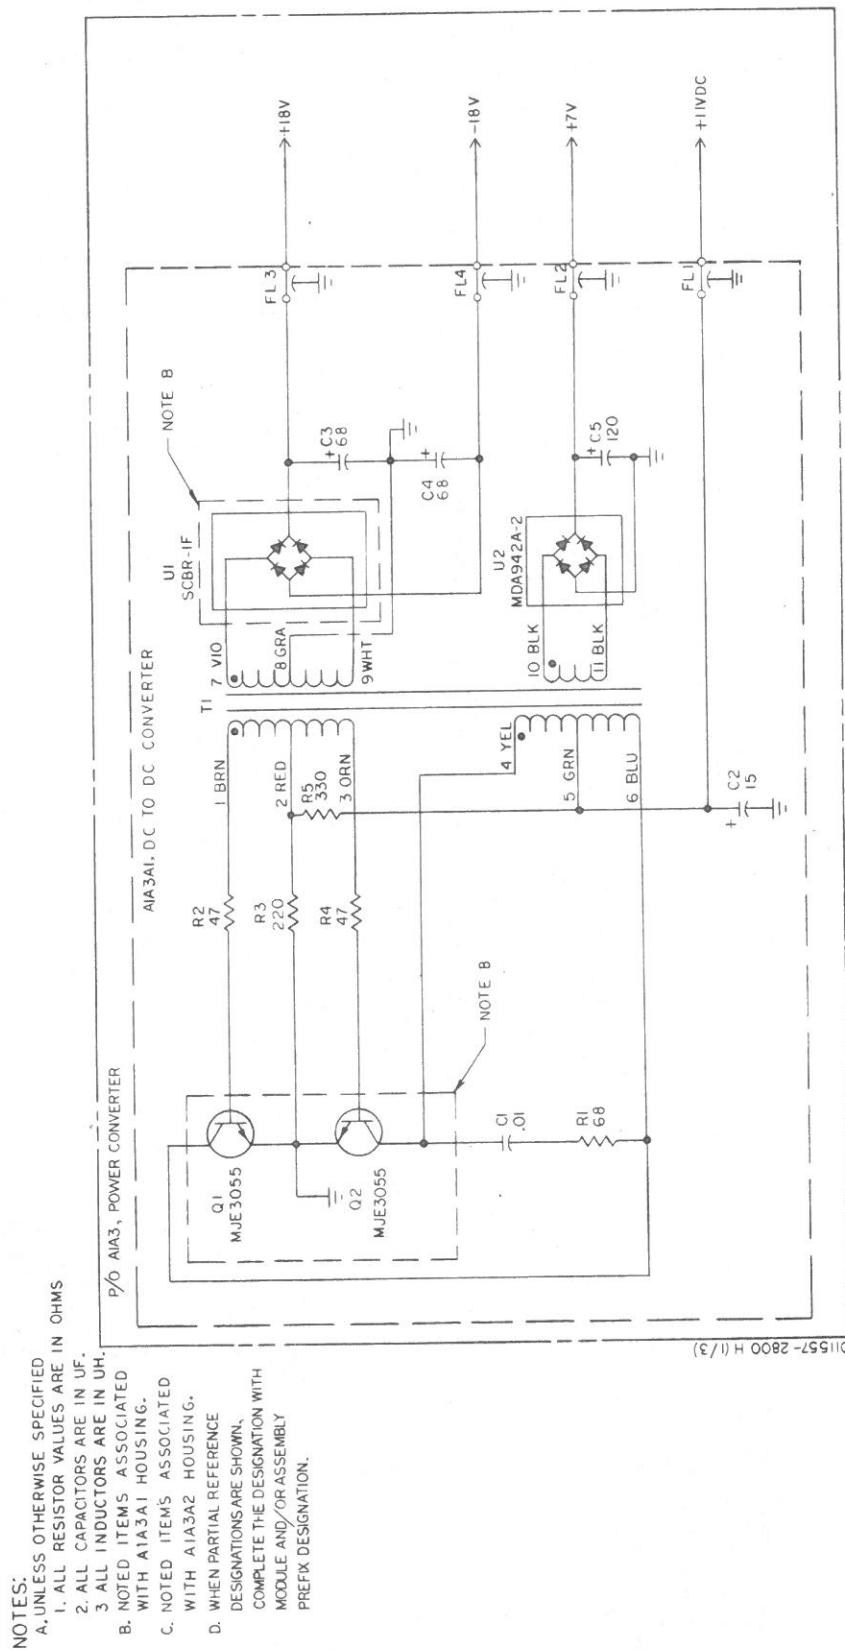 NOTES:
A. UNLESS OTHERWISE SPECIFIED
1. ALL RESISTOR VALUES ARE IN OHMS
2. ALL CAPACITORS ARE IN UF.
3 ALL INDUCTORS ARE IN UH.
B. NOTED ITEMS ASSOCIATED
WITH A1A3A1 HOUSING.
C. NOTED ITEMS ASSOCIATED
WITH A1A3A2 HOUSING.
D. WHEN PARTIAL REFERENCE
DESIGNATIONS ARE SHOWN,
COMPLETE THE DESIGNATION WITH
MODULE AND/OR ASSEMBLY
PREFIX DESIGNATION.
P/O A1A3, POWER CONVERTER
A1A3A1, DC TO DC CONVERTER
Q1
MJE3055
Q2
MJE3055
NOTE B
C1
.01
R1
68
R2
47
R3
220
R4
47
R5
330
1 BRN
2 RED
3 ORN
4 YEL
5 GRN
6 BLU
C2
15
+
T1
7 VIO
8 GRA
9 WHT
10 BLK
11 BLK
U1
SCBR-1F
NOTE B
U2
MDA942A-2
+
C3
68
+
C4
68
+
C5
120
FL3
FL4
FL2
FL1
+18V
-18V
+7V
+11VDC
011557-2800 H (1/3)